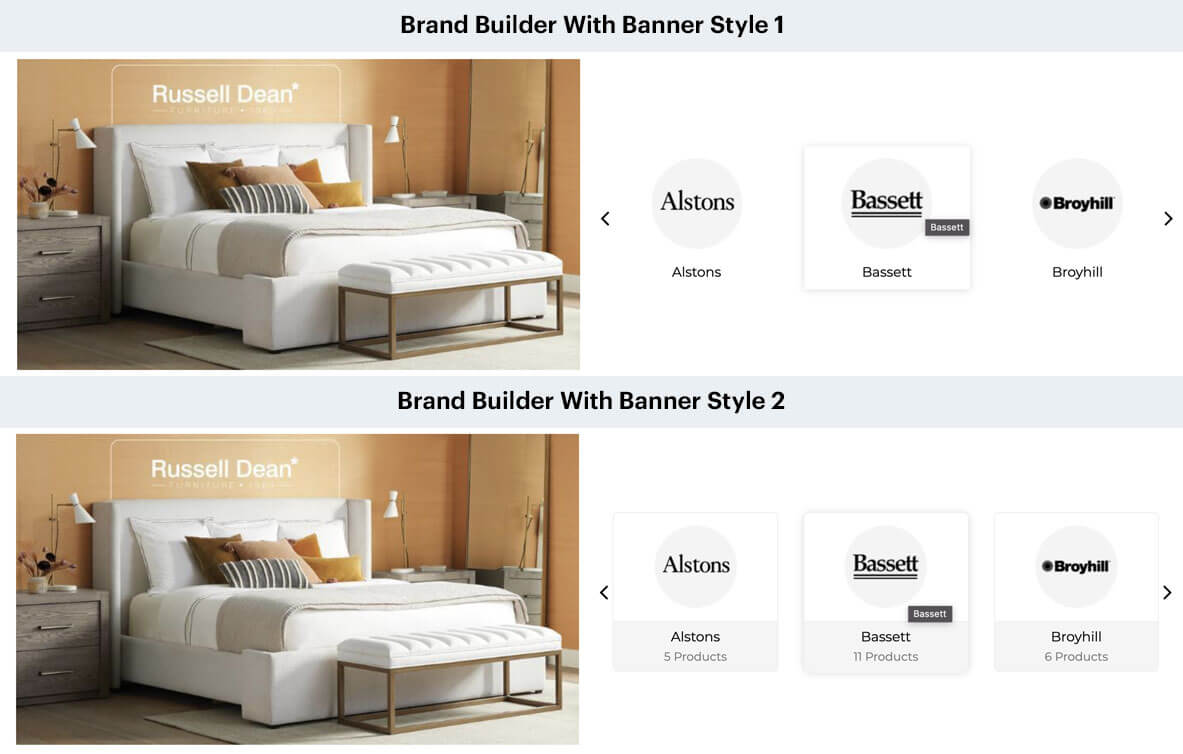 Brand Builder With Banner Style 1
Russell Dean*
FURNITURE •
Alstons
Bassett
Broyhill
Bassett
Alstons
Bassett
Broyhill
Brand Builder With Banner Style 2
Russell Dean*
FURNITURE •
Alstons
Bassett
Broyhill
Bassett
Alstons
Bassett
Broyhill
5 Products
11 Products
6 Products